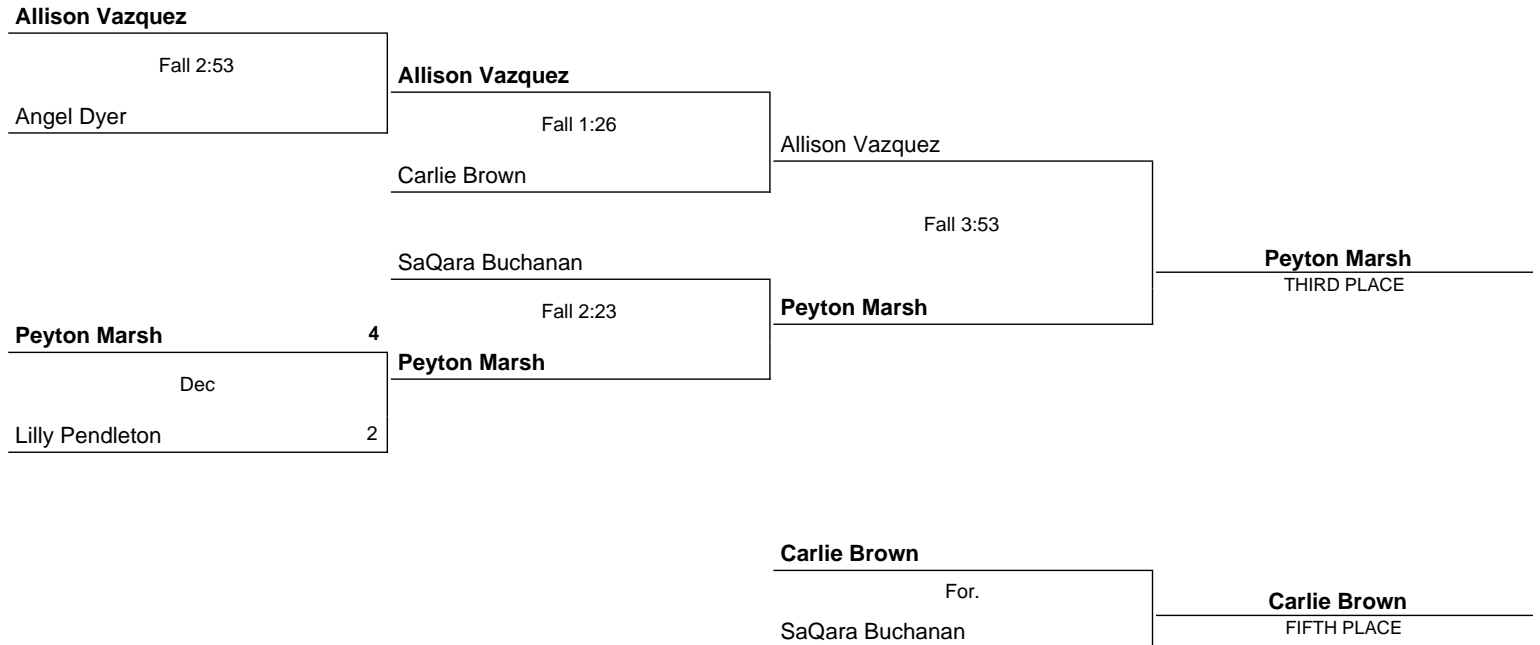 Allison Vazquez
Fall 2:53
Angel Dyer
Allison Vazquez
Fall 1:26
Carlie Brown
Allison Vazquez
Fall 3:53
SaQara Buchanan
Fall 2:23
Peyton Marsh
Peyton Marsh
THIRD PLACE
Peyton Marsh 4
Dec
Lilly Pendleton 2
Peyton Marsh
Carlie Brown
For.
SaQara Buchanan
Carlie Brown
FIFTH PLACE